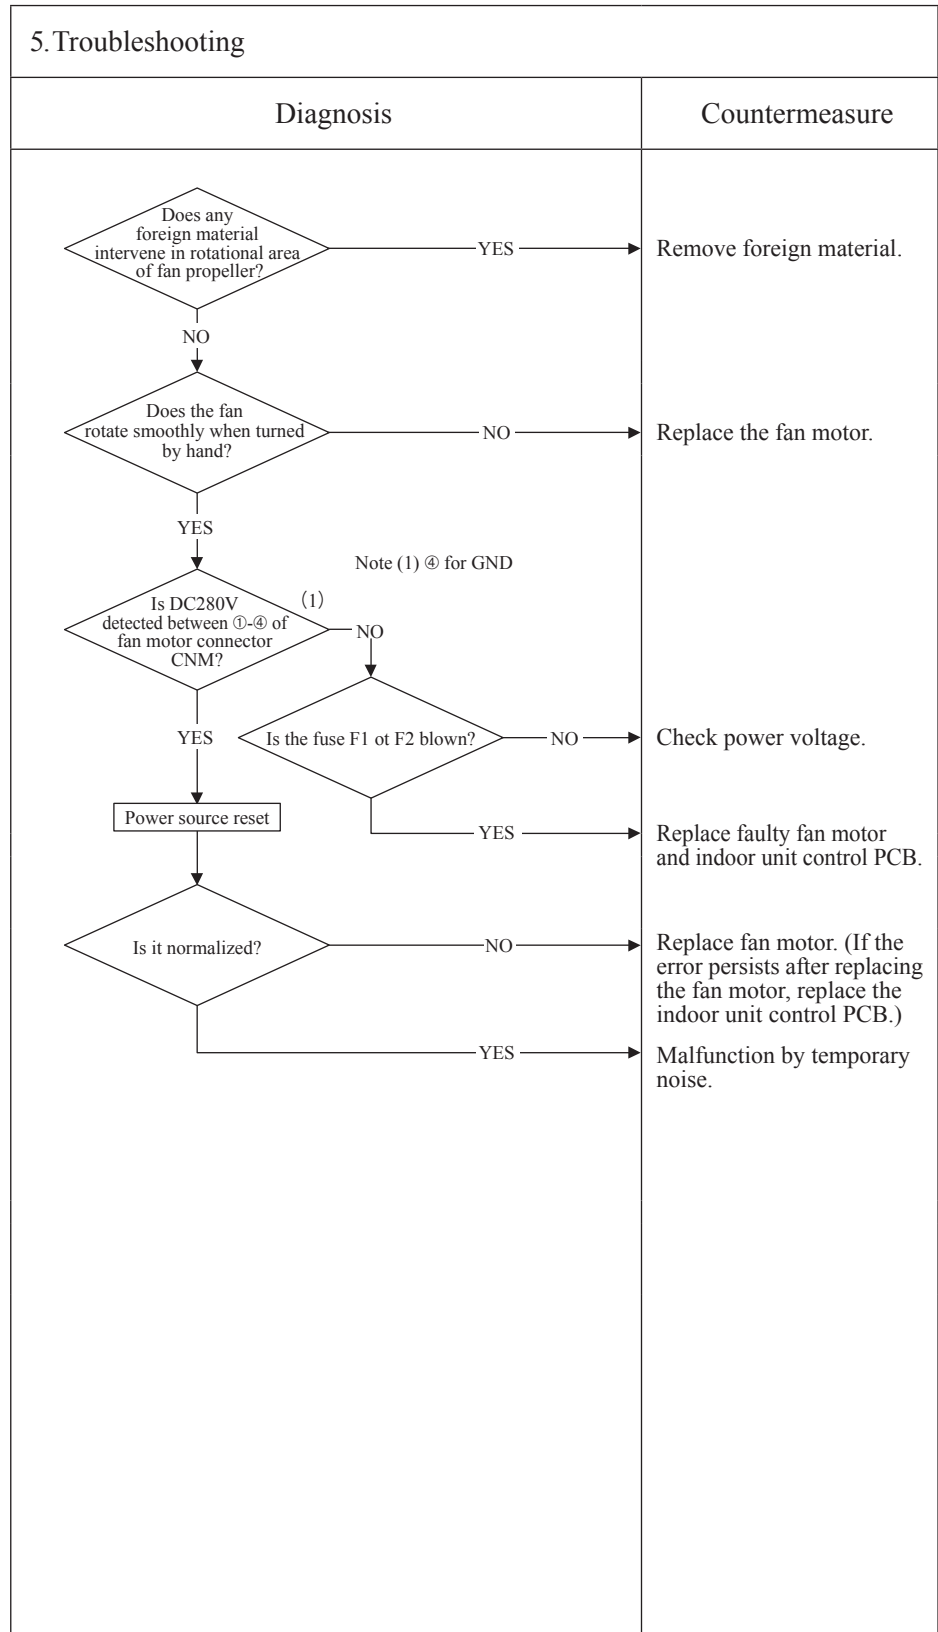 5.Troubleshooting
Diagnosis
Countermeasure
Does any
foreign material
intervene in rotational area
of fan propeller?
YES
Remove foreign material.
NO
Does the fan
rotate smoothly when turned
by hand?
NO
Replace the fan motor.
YES
Note (1) ④ for GND
Is DC280V
detected between ①-④ of
fan motor connector
CNM?
(1)
NO
YES
Is the fuse F1 ot F2 blown?
NO
Check power voltage.
Power source reset
YES
Replace faulty fan motor
and indoor unit control PCB.
Is it normalized?
NO
Replace fan motor. (If the
error persists after replacing
the fan motor, replace the
indoor unit control PCB.)
YES
Malfunction by temporary
noise.